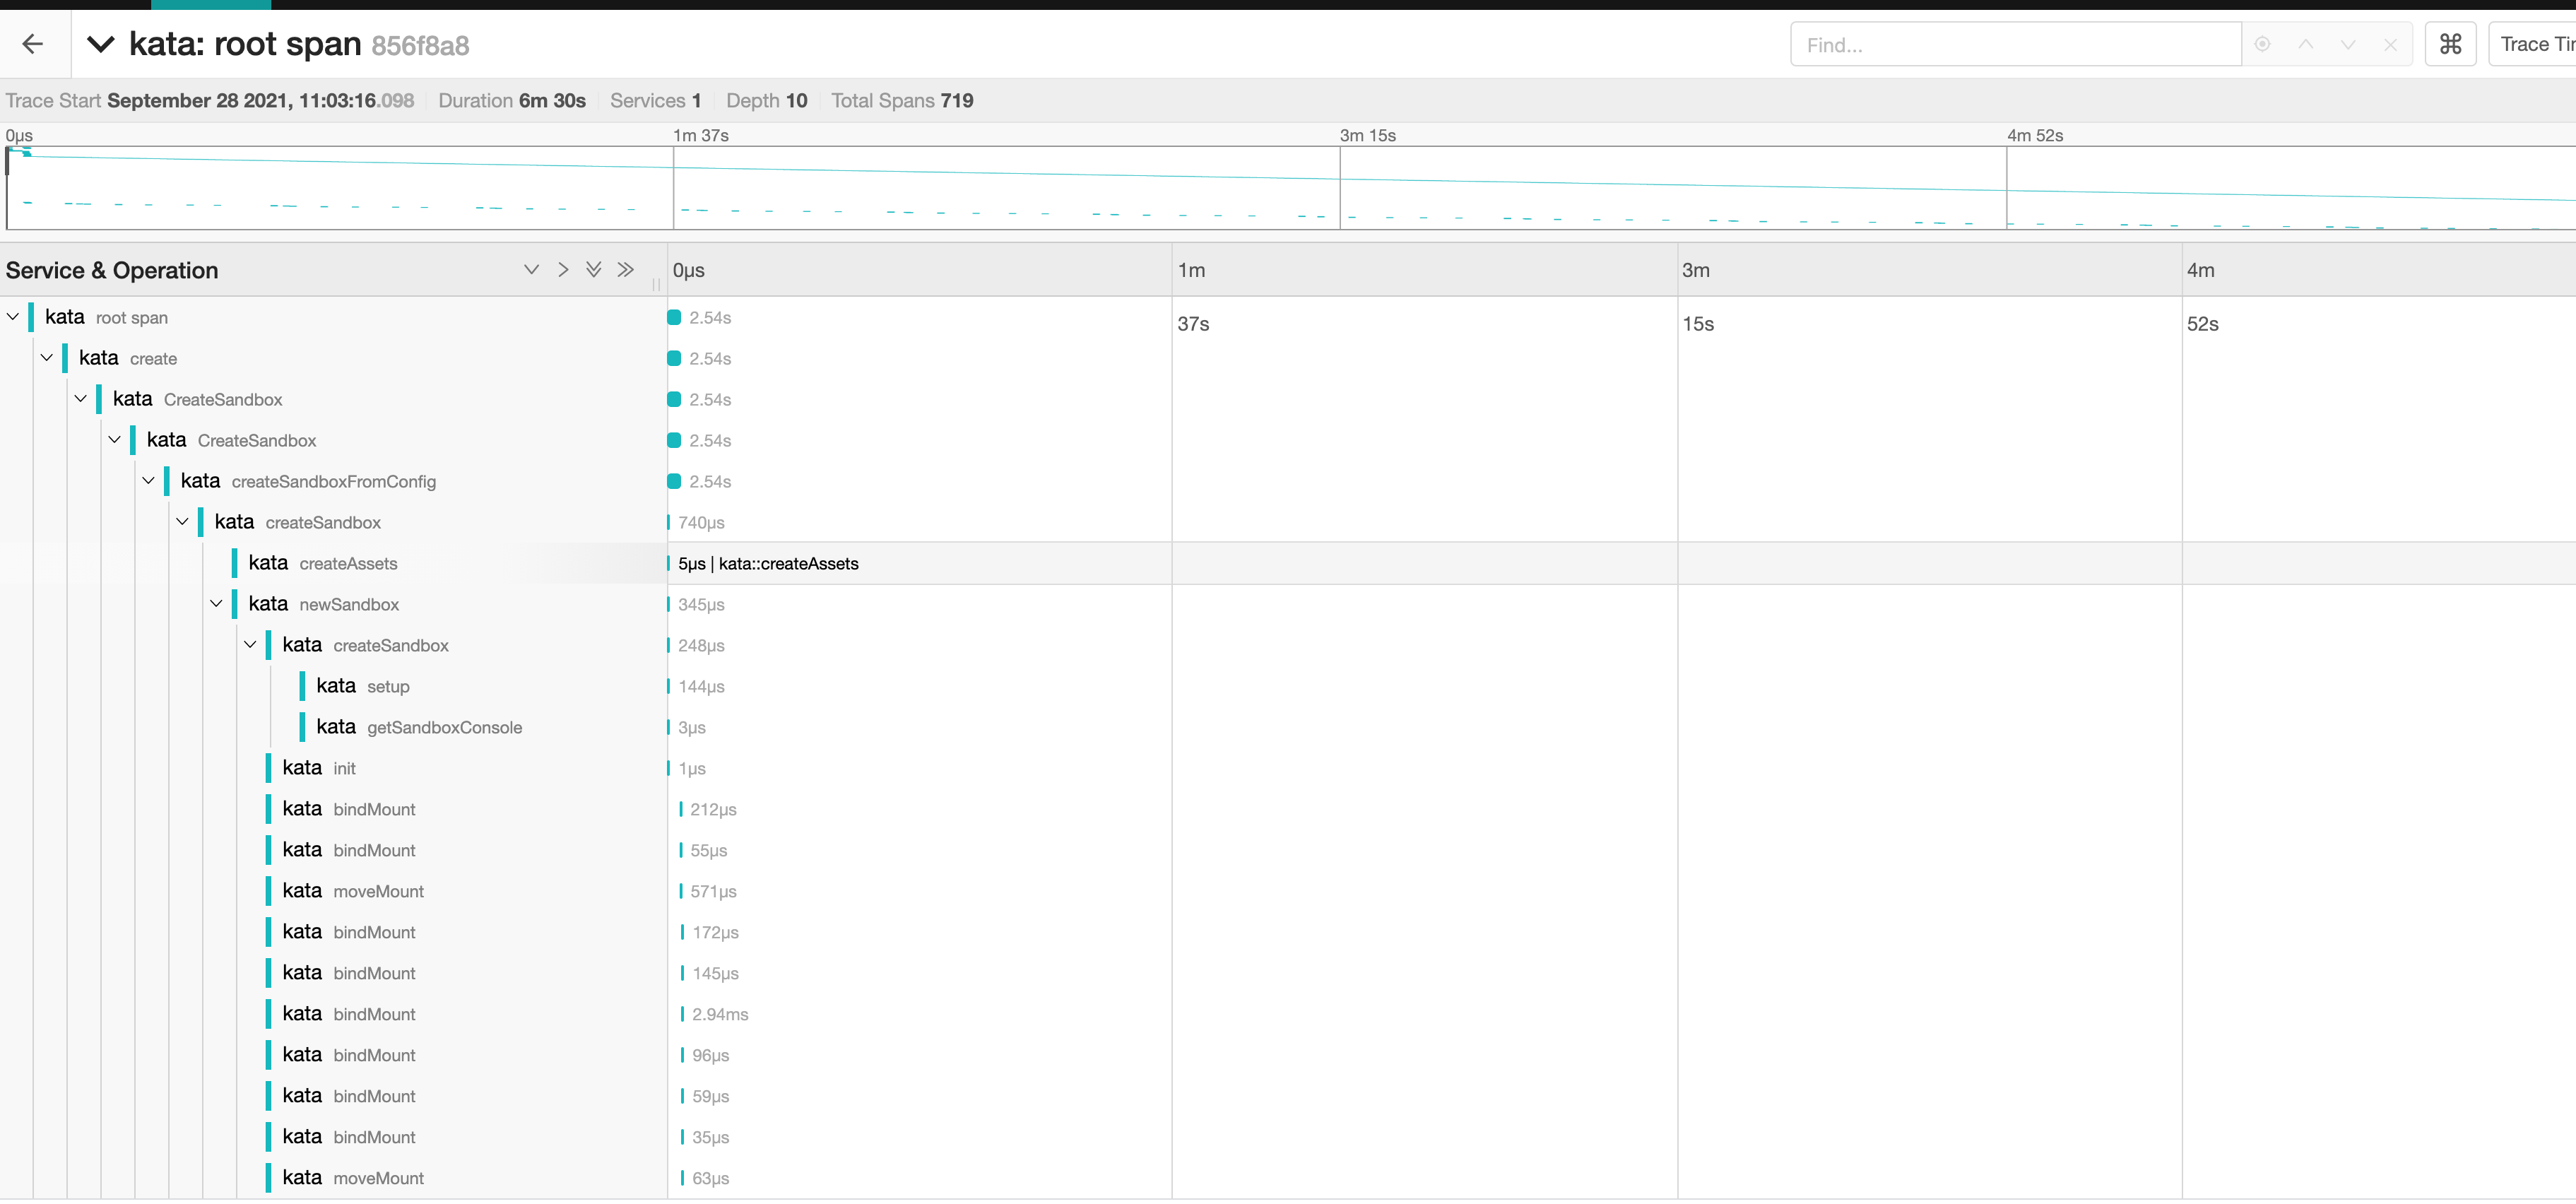 kata: root span 856f8a8
Find...
⌘
Trace Tir
Trace Start September 28 2021, 11:03:16.098 Duration 6m 30s Services 1 Depth 10 Total Spans 719
0μs 1m 37s 3m 15s 4m 52s
Service & Operation 0μs 1m 37s 3m 15s 4m 52s
kata root span 2.54s
kata create 2.54s
kata CreateSandbox 2.54s
kata CreateSandbox 2.54s
kata createSandboxFromConfig 2.54s
kata createSandbox 740μs
kata createAssets 5μs | kata::createAssets
kata newSandbox 345μs
kata createSandbox 248μs
kata setup 144μs
kata getSandboxConsole 3μs
kata init 1μs
kata bindMount 212μs
kata bindMount 55μs
kata moveMount 571μs
kata bindMount 172μs
kata bindMount 145μs
kata bindMount 2.94ms
kata bindMount 96μs
kata bindMount 59μs
kata bindMount 35μs
kata moveMount 63μs